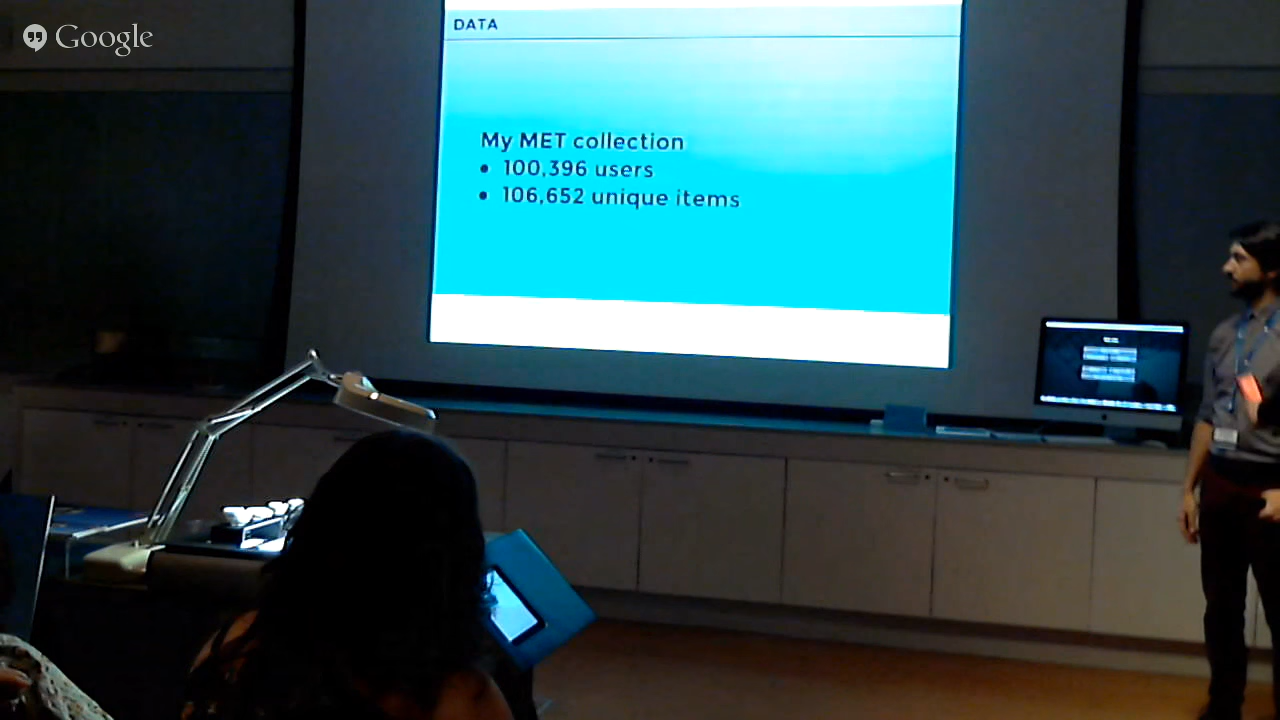 Google
DATA
My MET collection
• 100,396 users
• 106,652 unique items